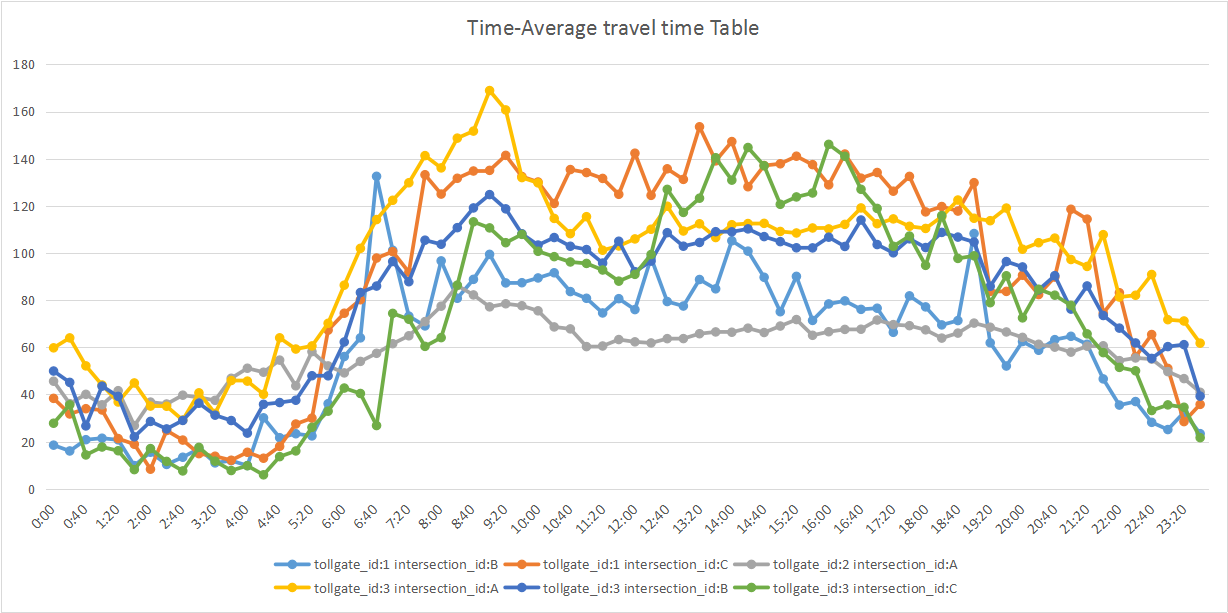 Time-Average travel time Table
180
160
140
120
100
80
60
40
20
0
0:00 0:40 1:20 2:00 2:40 3:20 4:00 4:40 5:20 6:00 6:40 7:20 8:00 8:40 9:20 10:00 10:40 11:20 12:00 12:40 13:20 14:00 14:40 15:20 16:00 16:40 17:20 18:00 18:40 19:20 20:00 20:40 21:20 22:00 22:40 23:20
tollgate_id:1 intersection_id:B tollgate_id:1 intersection_id:C tollgate_id:2 intersection_id:A
tollgate_id:3 intersection_id:A tollgate_id:3 intersection_id:B tollgate_id:3 intersection_id:C